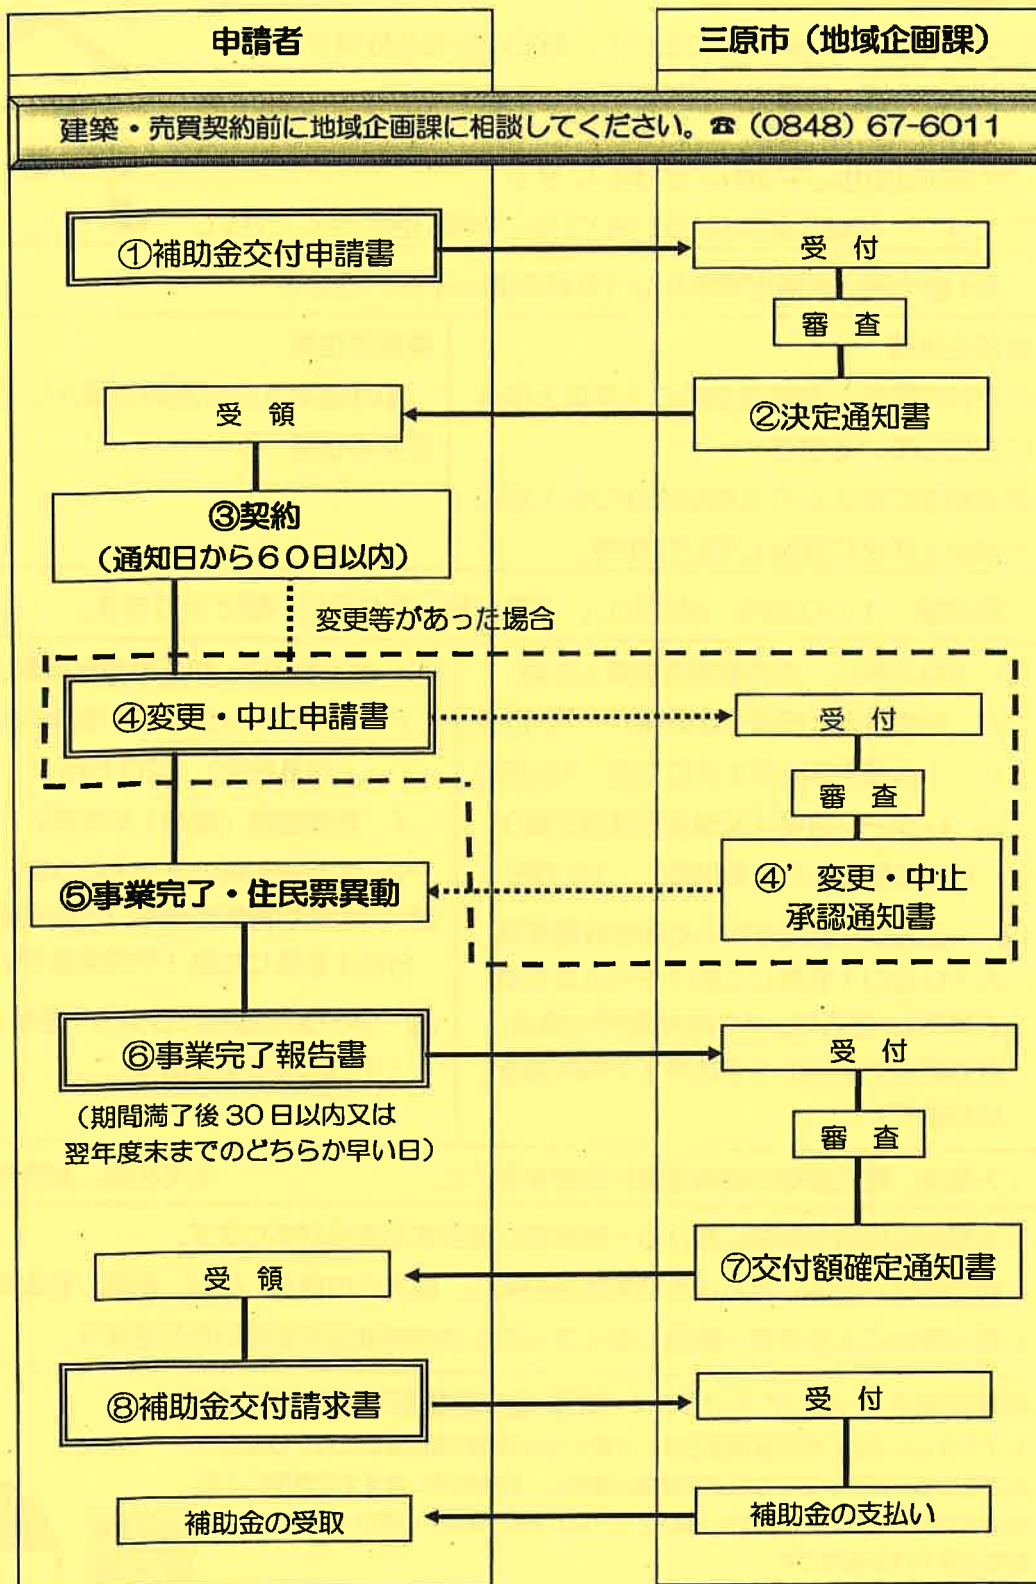 申請者
三原市（地域企画課）
建築・売買契約前に地域企画課に相談してください。☎（0848）67-6011
①補助金交付申請書
受　付
審　査
②決定通知書
受　領
③契約
（通知日から６０日以内）
変更等があった場合
④変更・中止申請書
受　付
審　査
④’変更・中止
承認通知書
⑤事業完了・住民票異動
⑥事業完了報告書
（期間満了後 30 日以内又は
翌年度末までのどちらか早い日）
受　付
審　査
⑦交付額確定通知書
受　領
⑧補助金交付請求書
受　付
補助金の支払い
補助金の受取